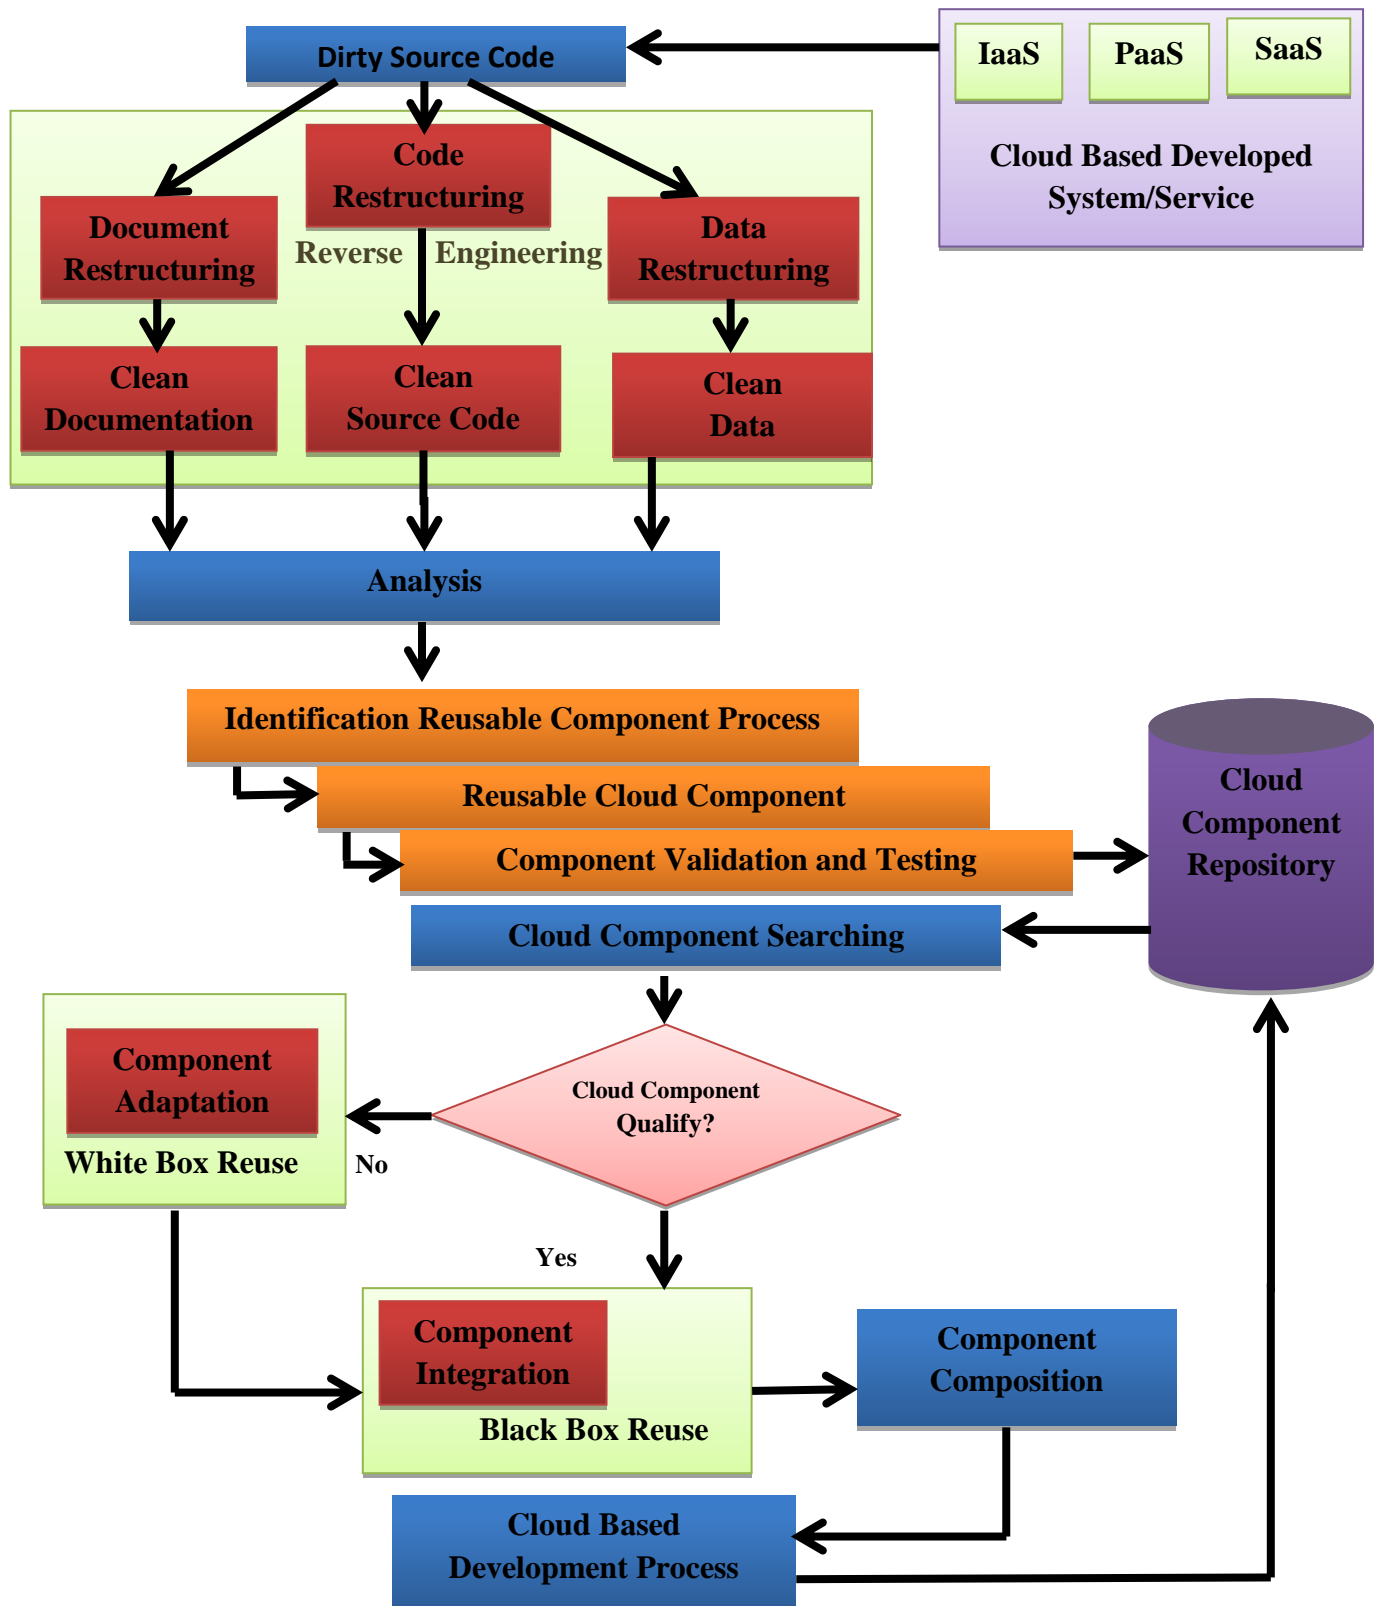 Dirty Source Code
IaaS
PaaS
SaaS
Cloud Based Developed
System/Service
Code
Restructuring
Document
Restructuring
Reverse Engineering
Data
Restructuring
Clean
Documentation
Clean
Source Code
Clean
Data
Analysis
Identification Reusable Component Process
Reusable Cloud Component
Component Validation and Testing
Cloud
Component
Repository
Cloud Component Searching
Component
Adaptation
White Box Reuse
Cloud Component
Qualify?
No
Yes
Component
Integration
Black Box Reuse
Component
Composition
Cloud Based
Development Process